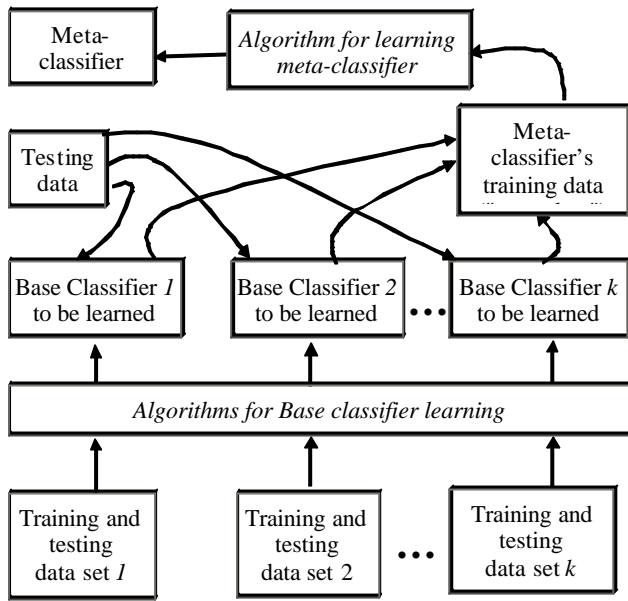 Meta-
classifier
Algorithm for learning
meta-classifier
Testing
data
Meta-
classifier's
training data
Base Classifier 1
to be learned
Base Classifier 2
to be learned
...
Base Classifier k
to be learned
Algorithms for Base classifier learning
Training and
testing
data set 1
Training and
testing
data set 2
...
Training and
testing
data set k